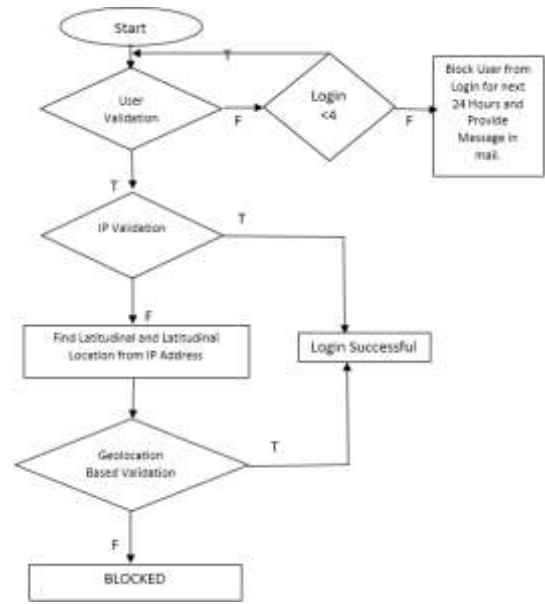 Start
T
User
Validation
F
Login
<4
F
Block User from
Login for next
24 Hours and
Provide
Message in
mail.
T
IP Validation
T
F
Find Latitudinal and Latitudinal
Location from IP Address
Login Successful
Geolocation
Based Validation
T
F
BLOCKED